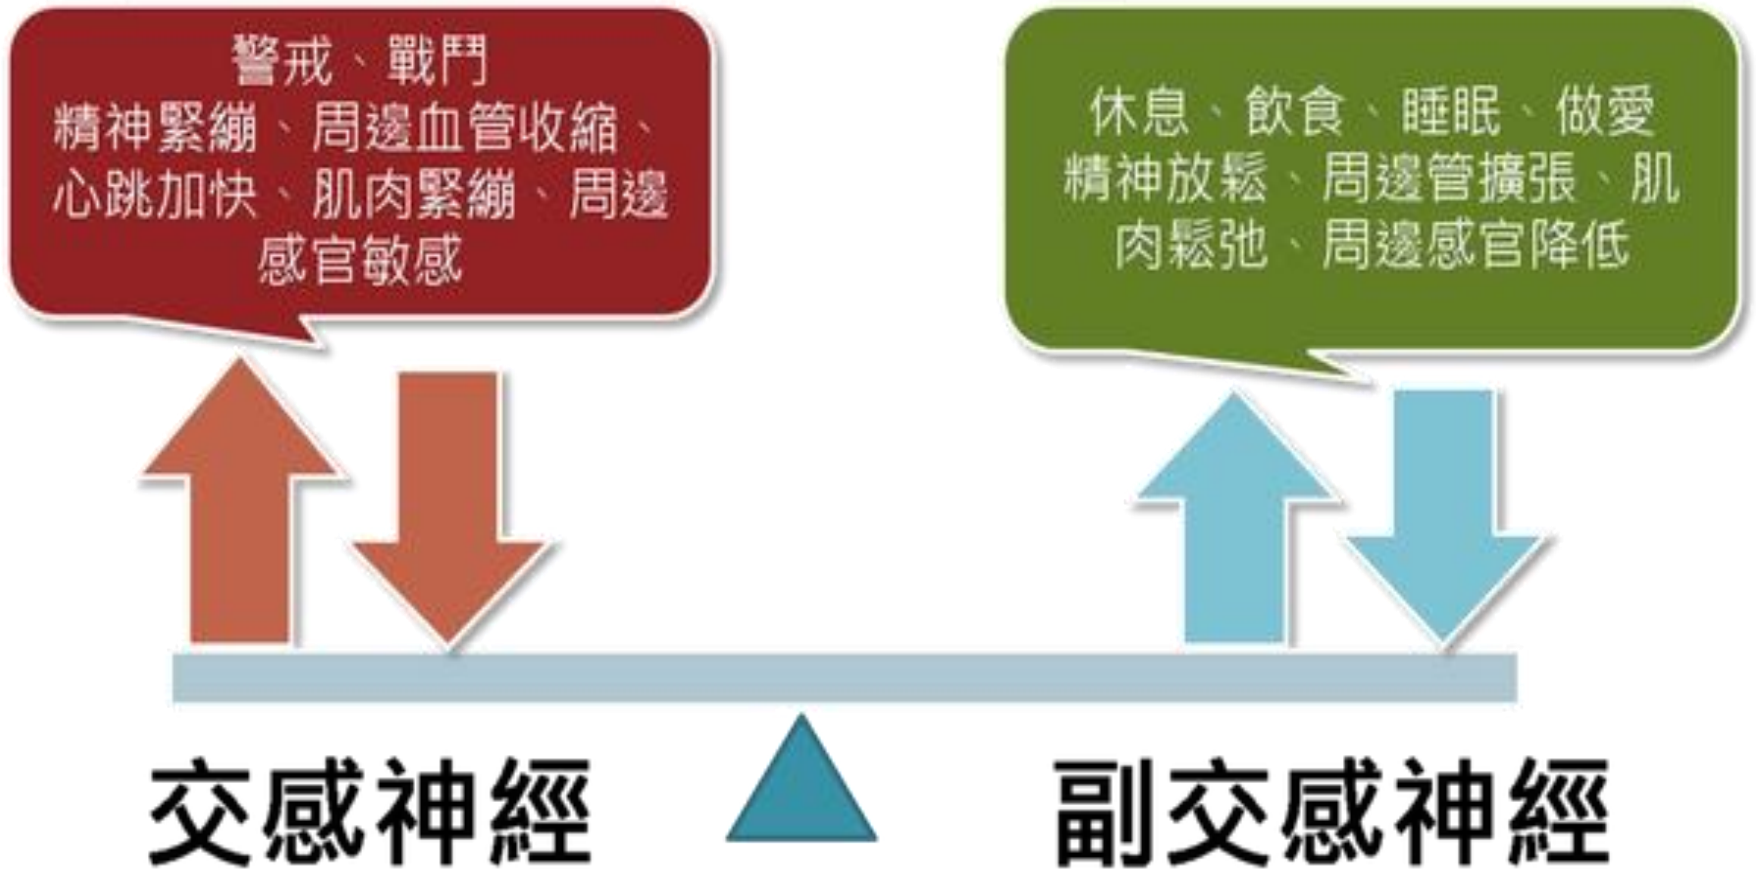 警戒、戰鬥
精神緊繃、周邊血管收縮、
心跳加快、肌肉緊繃、周邊
感官敏感
休息、飲食、睡眠、做愛
精神放鬆、周邊管擴張、肌
肉鬆弛、周邊感官降低
交感神經
副交感神經